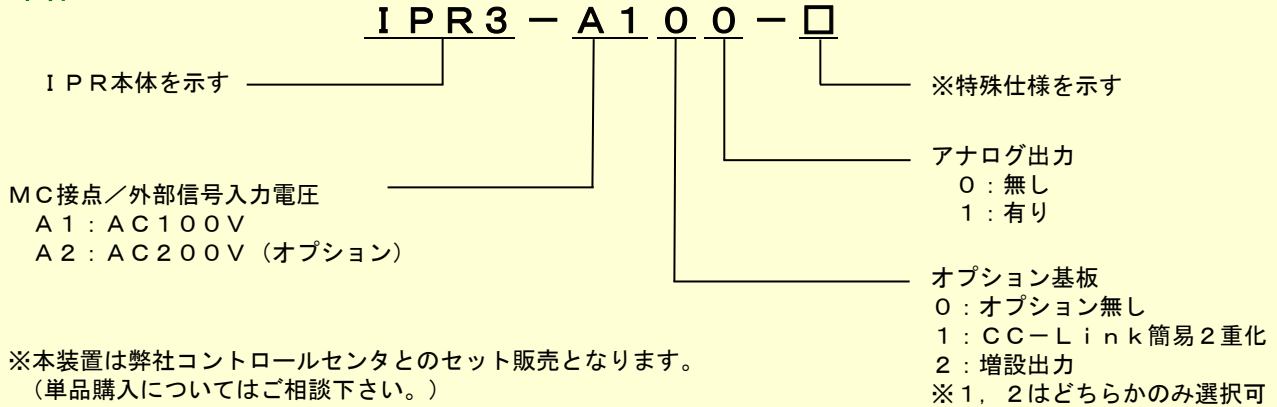 ＩＰＲ３－Ａ１００－□
ＩＰＲ本体を示す
※特殊仕様を示す
アナログ出力
０：無し
１：有り
ＭＣ接点／外部信号入力電圧
Ａ１：ＡＣ１００Ｖ
Ａ２：ＡＣ２００Ｖ（オプション）
オプション基板
０：オプション無し
１：ＣＣ－Ｌｉｎｋ簡易２重化
２：増設出力
※１，２はどちらかのみ選択可
※本装置は弊社コントロールセンタとのセット販売となります。
（単品購入についてはご相談下さい。）